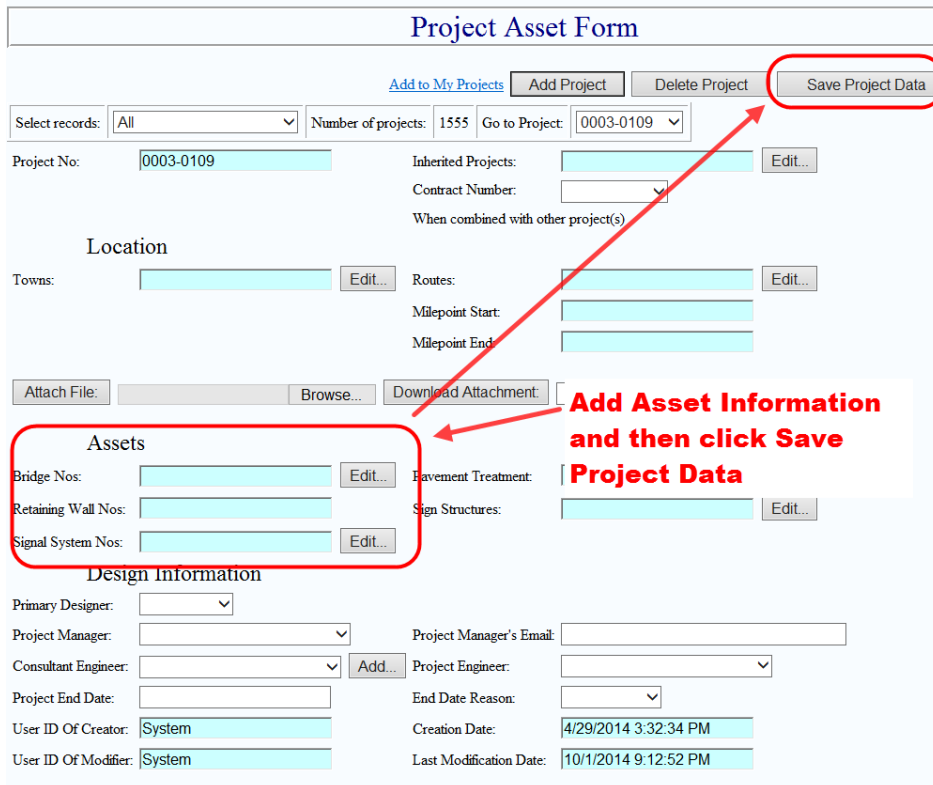 Project Asset Form
Add to My Projects Add Project Delete Project Save Project Data
Select records: All Number of projects: 1555 Go to Project: 0003-0109
Project No: 0003-0109 Inherited Projects: Edit...
Contract Number:
When combined with other project(s)
Location
Towns: Edit... Routes: Edit...
Milepoint Start:
Milepoint End:
Attach File: Browse... Download Attachment:
Add Asset Information
and then click Save
Project Data
Assets
Bridge Nos: Edit... Pavement Treatment:
Retaining Wall Nos: Sign Structures: Edit...
Signal System Nos: Edit...
Design Information
Primary Designer:
Project Manager: Project Manager's Email:
Consultant Engineer: Add... Project Engineer:
Project End Date: End Date Reason:
User ID Of Creator: System Creation Date: 4/29/2014 3:32:34 PM
User ID Of Modifier: System Last Modification Date: 10/1/2014 9:12:52 PM